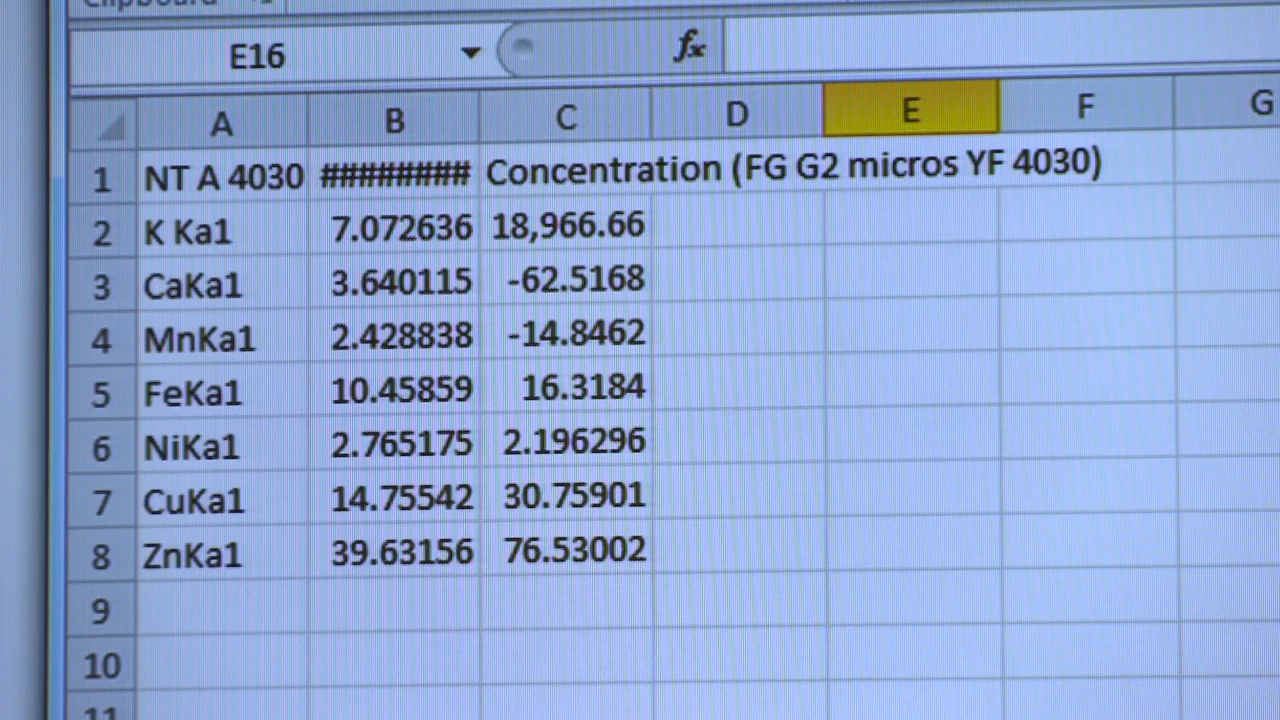 Clipboard
E16 fx
A B C D E F G
1 NT A 4030 ######## Concentration (FG G2 micros YF 4030)
2 K Ka1 7.072636 18,966.66
3 CaKa1 3.640115 -62.5168
4 MnKa1 2.428838 -14.8462
5 FeKa1 10.45859 16.3184
6 NiKa1 2.765175 2.196296
7 CuKa1 14.75542 30.75901
8 ZnKa1 39.63156 76.53002
9
10
11